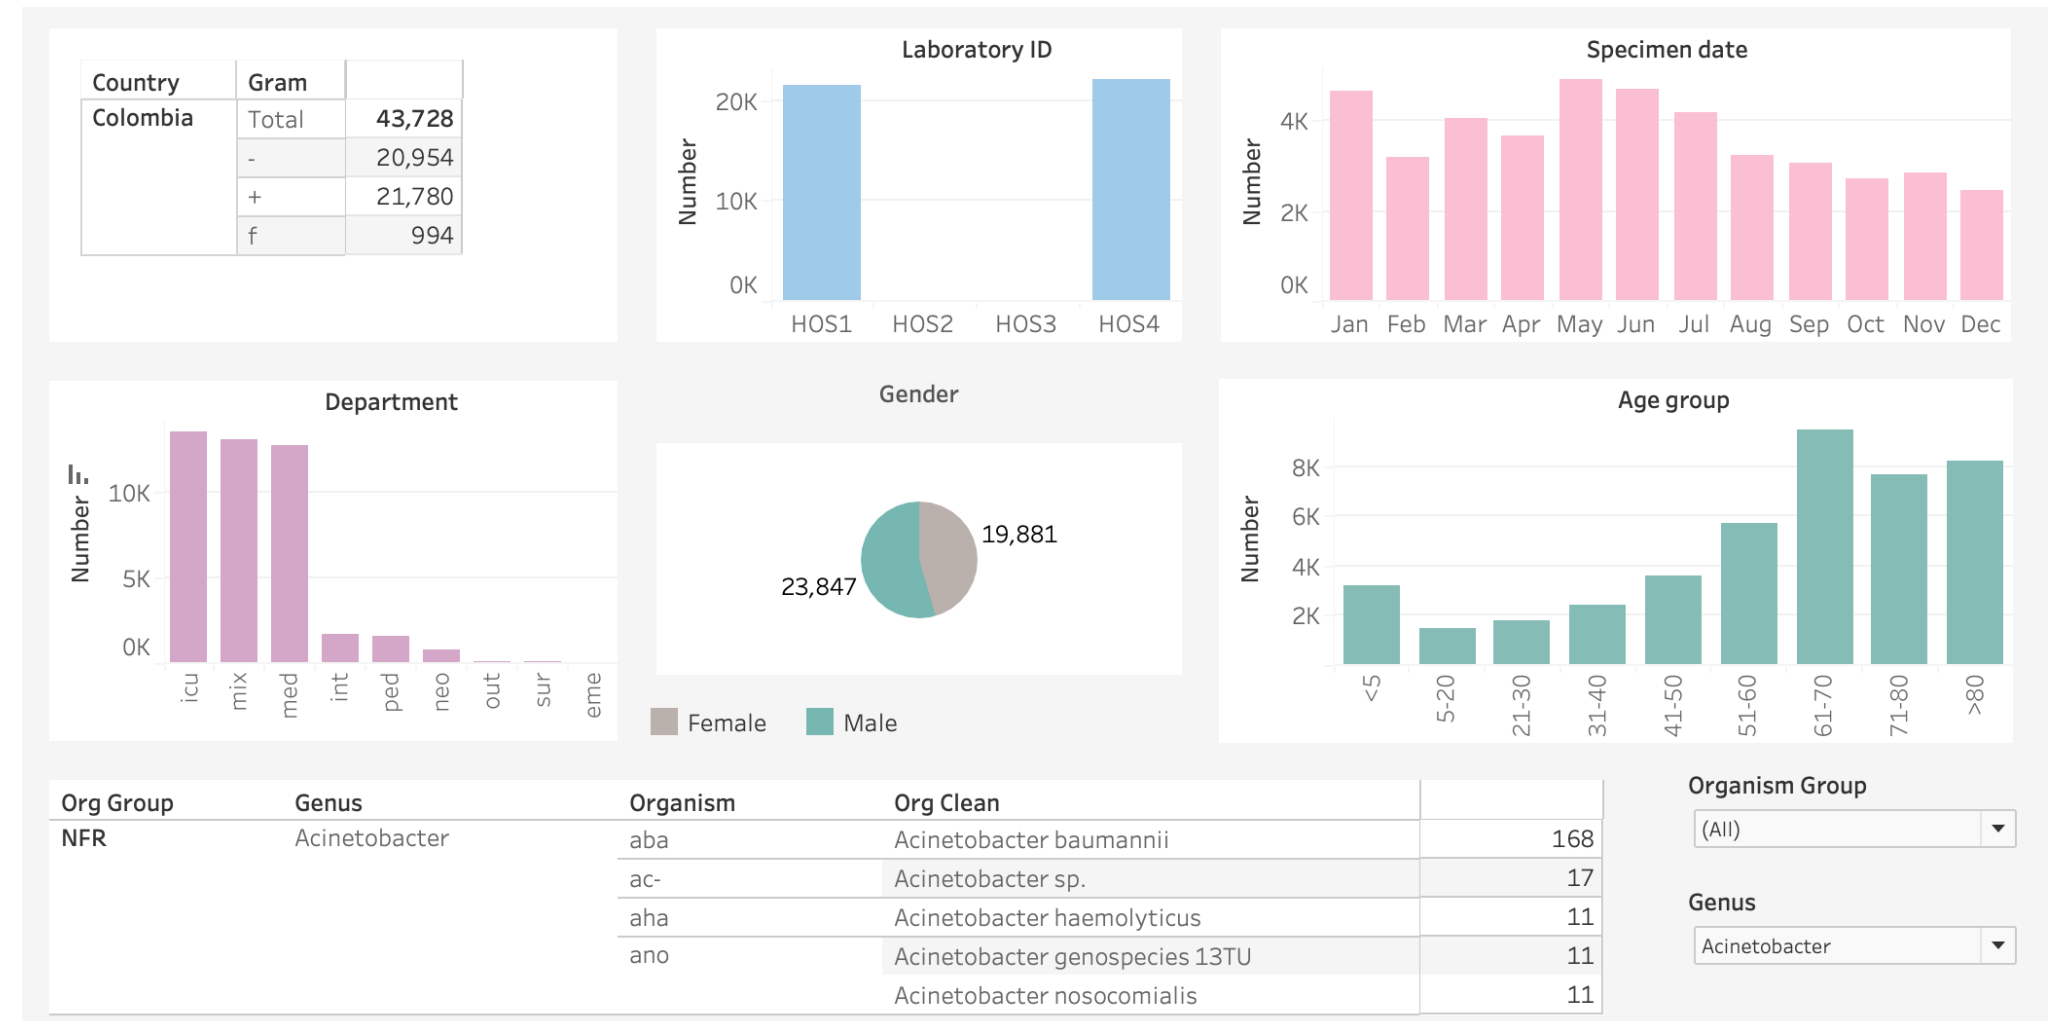 Country Gram
Colombia Total 43,728
- 20,954
+ 21,780
f 994
Laboratory ID
Number
20K
10K
0K
HOS1 HOS2 HOS3 HOS4
Specimen date
Number
4K
2K
0K
Jan Feb Mar Apr May Jun Jul Aug Sep Oct Nov Dec
Department
Number
10K
5K
0K
icu mix med int ped neo out sur eme
Gender
19,881
23,847
Female Male
Age group
Number
8K
6K
4K
2K
<5 5-20 21-30 31-40 41-50 51-60 61-70 71-80 >80
Org Group Genus Organism Org Clean
NFR Acinetobacter aba Acinetobacter baumannii 168
ac- Acinetobacter sp. 17
aha Acinetobacter haemolyticus 11
ano Acinetobacter genospecies 13TU 11
Acinetobacter nosocomialis 11
Organism Group
(All)
Genus
Acinetobacter